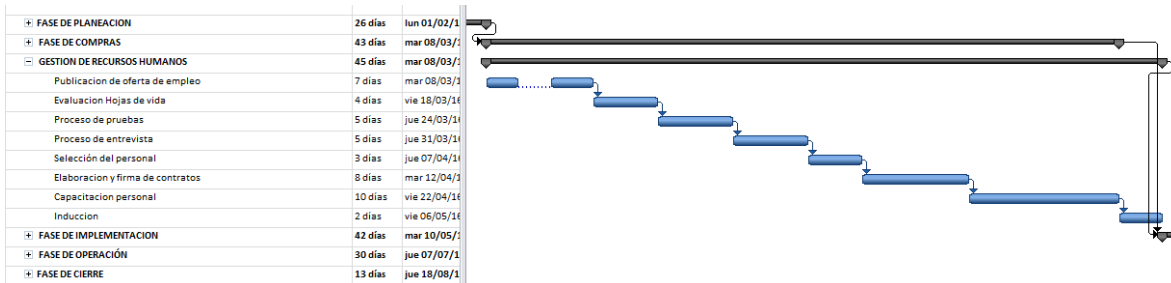 FASE DE PLANEACION 26 días lun 01/02/1
FASE DE COMPRAS 43 días mar 08/03/1
GESTION DE RECURSOS HUMANOS 45 días mar 08/03/1
Publicacion de oferta de empleo 7 días mar 08/03/1
Evaluacion Hojas de vida 4 días vie 18/03/16
Proceso de pruebas 5 días jue 24/03/1
Proceso de entrevista 5 días jue 31/03/1
Selección del personal 3 días jue 07/04/1
Elaboracion y firma de contratos 8 días mar 12/04/1
Capacitacion personal 10 días vie 22/04/16
Induccion 2 días vie 06/05/16
FASE DE IMPLEMENTACION 42 días mar 10/05/1
FASE DE OPERACIÓN 30 días jue 07/07/1
FASE DE CIERRE 13 días jue 18/08/1